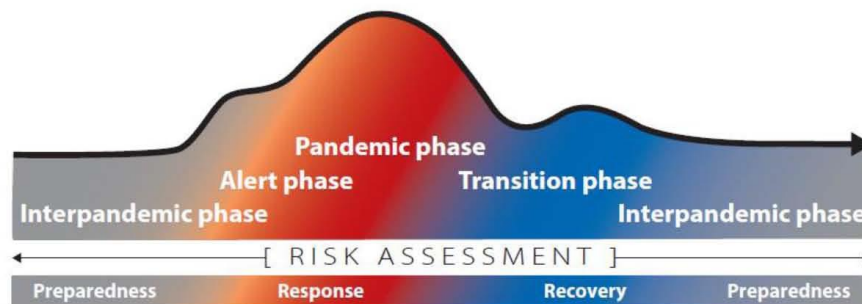 Pandemic phase
Alert phase
Transition phase
Interpandemic phase
Interpandemic phase
[ RISK ASSESSMENT ]
Preparedness
Response
Recovery
Preparedness